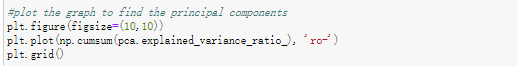 #plot the graph to find the principal components
plt.figure(figsize=(10,10))
plt.plot(np.cumsum(pca.explained_variance_ratio_), 'ro-')
plt.grid()